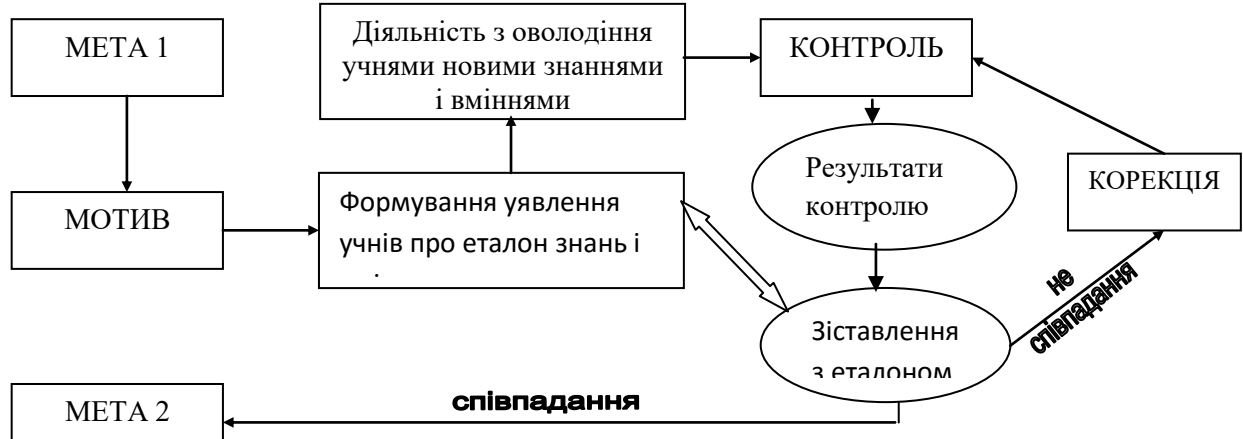 МЕТА 1
Діяльність з оволодіння
учнями новими знаннями
і вміннями
КОНТРОЛЬ
Результати
контролю
КОРЕКЦІЯ
МОТИВ
Формування уявлення
учнів про еталон знань і
не
співпадання
Зіставлення
з еталоном
МЕТА 2
співпадання